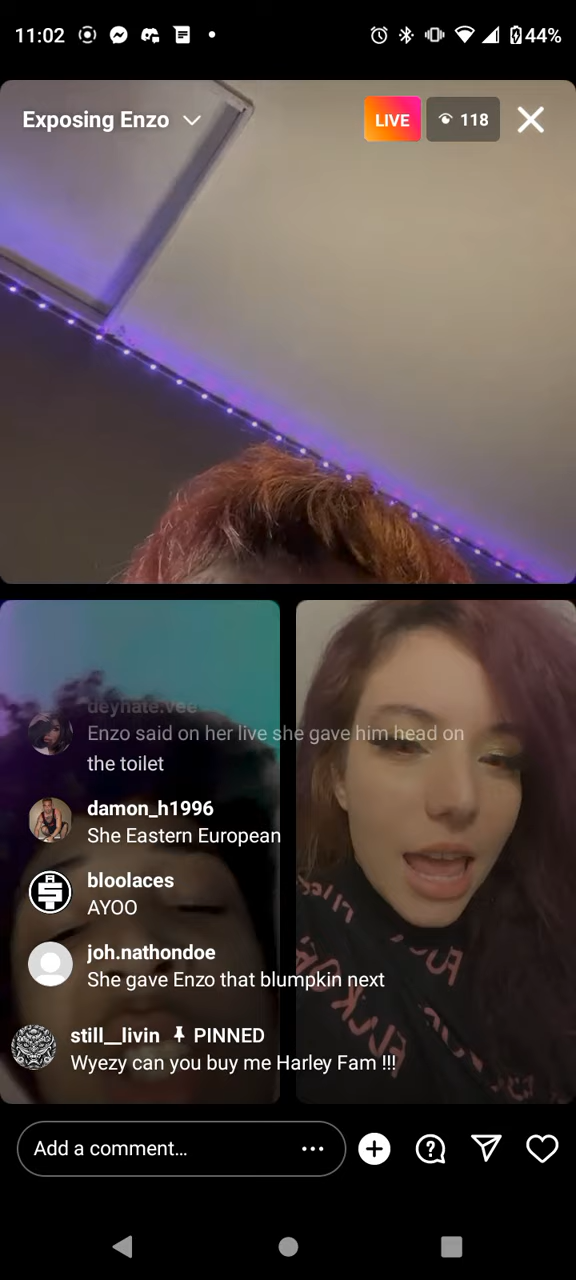 11:02
44%
Exposing Enzo
LIVE
118
deyhate.vee
Enzo said on her live she gave him head on
the toilet
damon_h1996
She Eastern European
bloolaces
AYOO
joh.nathondoe
She gave Enzo that blumpkin next
still__livin PINNED
Wyezy can you buy me Harley Fam !!!
Add a comment…